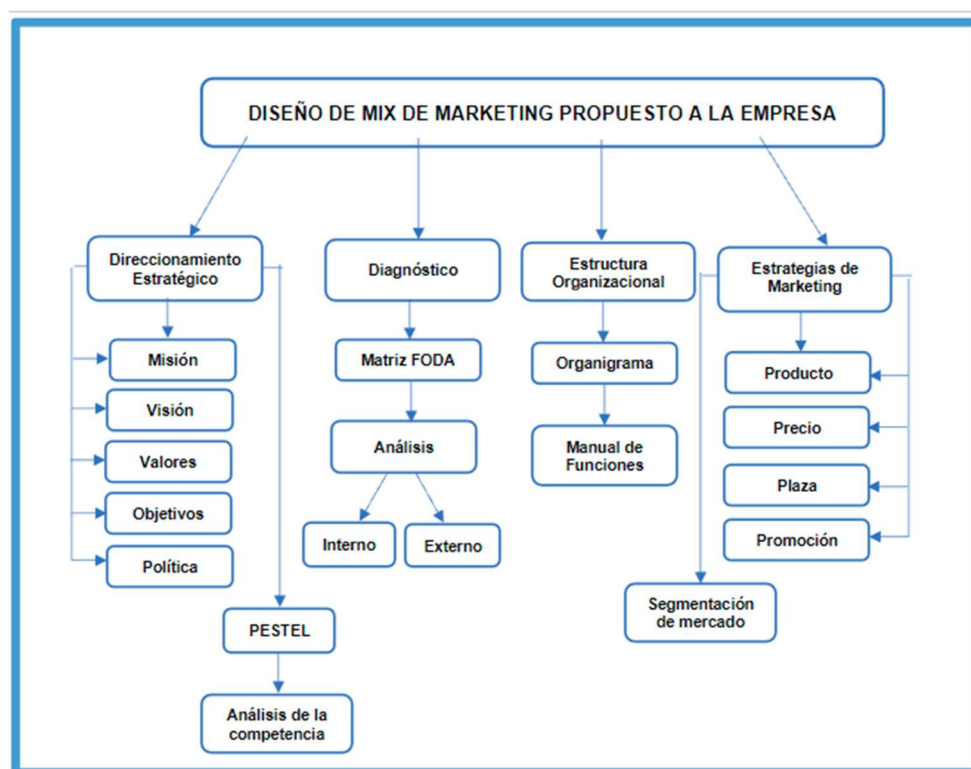 DISEÑO DE MIX DE MARKETING PROPUESTO A LA EMPRESA
Direccionamiento
Estratégico
Misión
Visión
Valores
Objetivos
Política
PESTEL
Análisis de la
competencia
Diagnóstico
Matriz FODA
Análisis
Interno
Externo
Estructura
Organizacional
Organigrama
Manual de
Funciones
Estrategias de
Marketing
Producto
Precio
Plaza
Promoción
Segmentación
de mercado